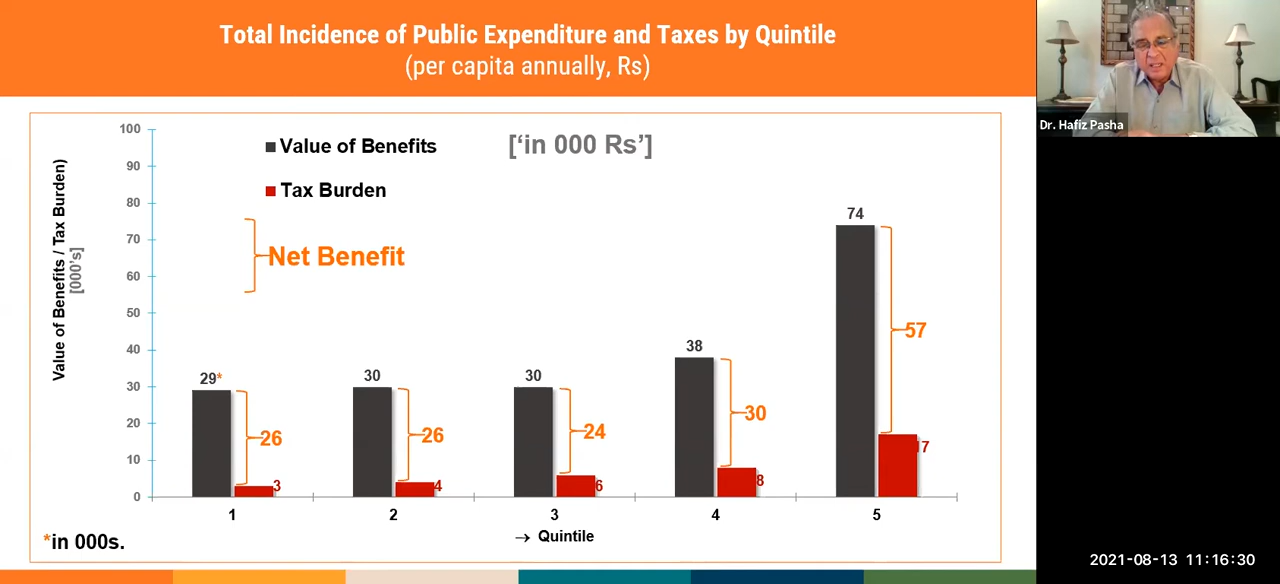 Total Incidence of Public Expenditure and Taxes by Quintile
(per capita annually, Rs)
Dr. Hafiz Pasha
Value of Benefits / Tax Burden)
[000's]
100
90
80
70
60
50
40
30
20
10
0
Value of Benefits
['in 000 Rs']
Tax Burden
Net Benefit
29*
26
3
30
26
4
30
24
6
38
30
8
74
57
17
1
2
3
4
5
→ Quintile
*in 000s.
2021-08-13 11:16:30